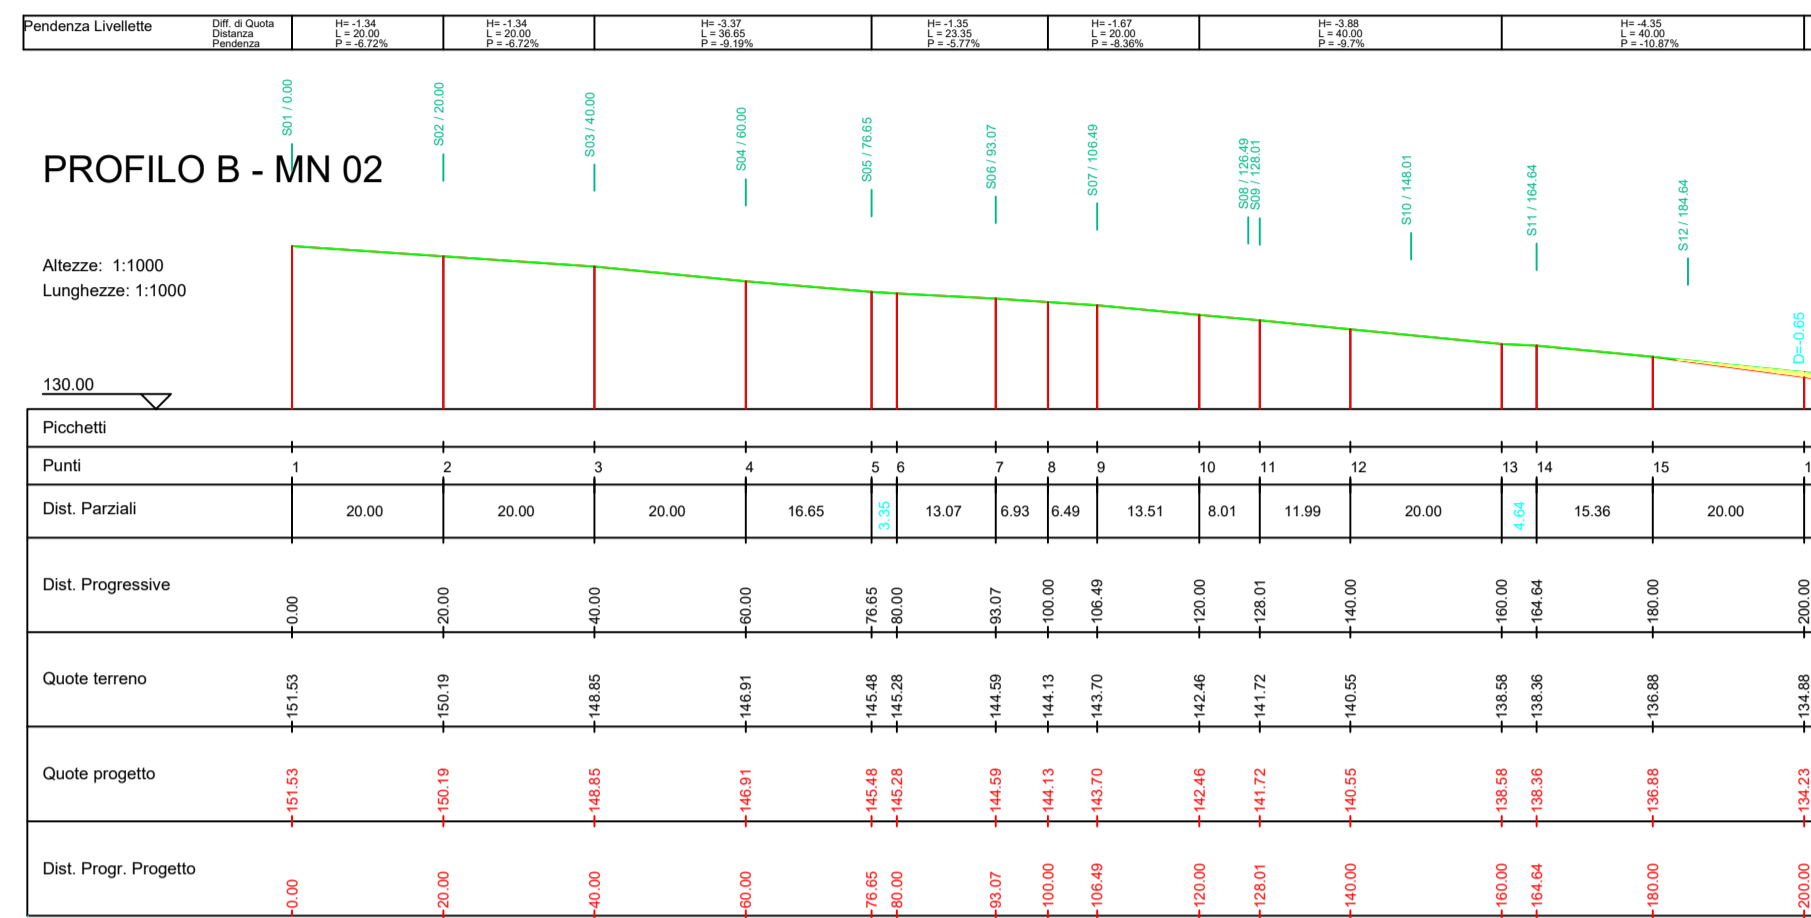 Pendenza Livellette
Diff. di Quota
Distanza
Pendenza
H= -1.34
L = 20.00
P = -6.72%
H= -1.34
L = 20.00
P = -6.72%
H= -3.37
L = 36.65
P = -9.19%
H= -1.35
L = 23.35
P = -5.77%
H= -1.67
L = 20.00
P = -8.36%
H= -3.88
L = 40.00
P = -9.7%
H= -4.35
L = 40.00
P = -10.87%
S01 / 0.00
S02 / 20.00
S03 / 40.00
S04 / 60.00
S05 / 76.65
S06 / 93.07
S07 / 106.49
S08 / 126.49
S09 / 128.01
S10 / 148.01
S11 / 164.64
S12 / 184.64
PROFILO B - MN 02
Altezze: 1:1000
Lunghezze: 1:1000
D=-0.65
130.00
Picchetti
Punti 1 2 3 4 5 6 7 8 9 10 11 12 13 14 15 1
Dist. Parziali 20.00 20.00 20.00 16.65 3.35 13.07 6.93 6.49 13.51 8.01 11.99 20.00 4.64 15.36 20.00
Dist. Progressive 0.00 20.00 40.00 60.00 76.65 80.00 93.07 100.00 106.49 120.00 128.01 140.00 160.00 164.64 180.00 200.00
Quote terreno 151.53 150.19 148.85 146.91 145.48 145.28 144.59 144.13 143.70 142.46 141.72 140.55 138.58 138.36 136.88 134.88
Quote progetto 151.53 150.19 148.85 146.91 145.48 145.28 144.59 144.13 143.70 142.46 141.72 140.55 138.58 138.36 136.88 134.23
Dist. Progr. Progetto 0.00 20.00 40.00 60.00 76.65 80.00 93.07 100.00 106.49 120.00 128.01 140.00 160.00 164.64 180.00 200.00